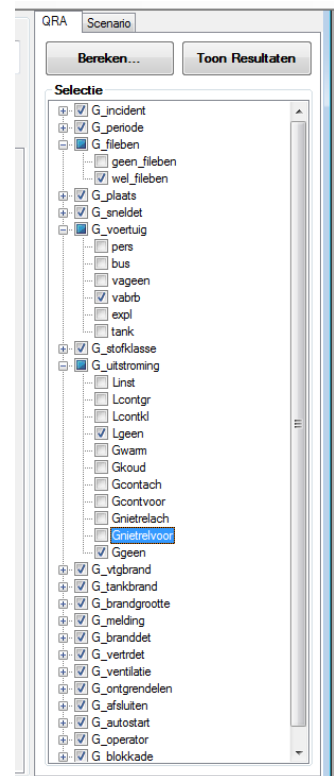 QRA Scenario
Bereken... Toon Resultaten
Selectie
G_incident
G_periode
G_fileben
geen_fileben
wel_fileben
G_plaats
G_sneldet
G_voertuig
pers
bus
vageen
vabrb
expl
tank
G_stofklasse
G_uitstroming
Linst
Lcontgr
Lcontkl
Lgeen
Gwarm
Gkoud
Gcontach
Gcontvoor
Gnietrelach
Gnietrelvoor
Ggeen
G_vtgbrand
G_tankbrand
G_brandgrootte
G_melding
G_branddet
G_vertrdet
G_ventilatie
G_ontgrendelen
G_afsluiten
G_autostart
G_operator
G_blokkade